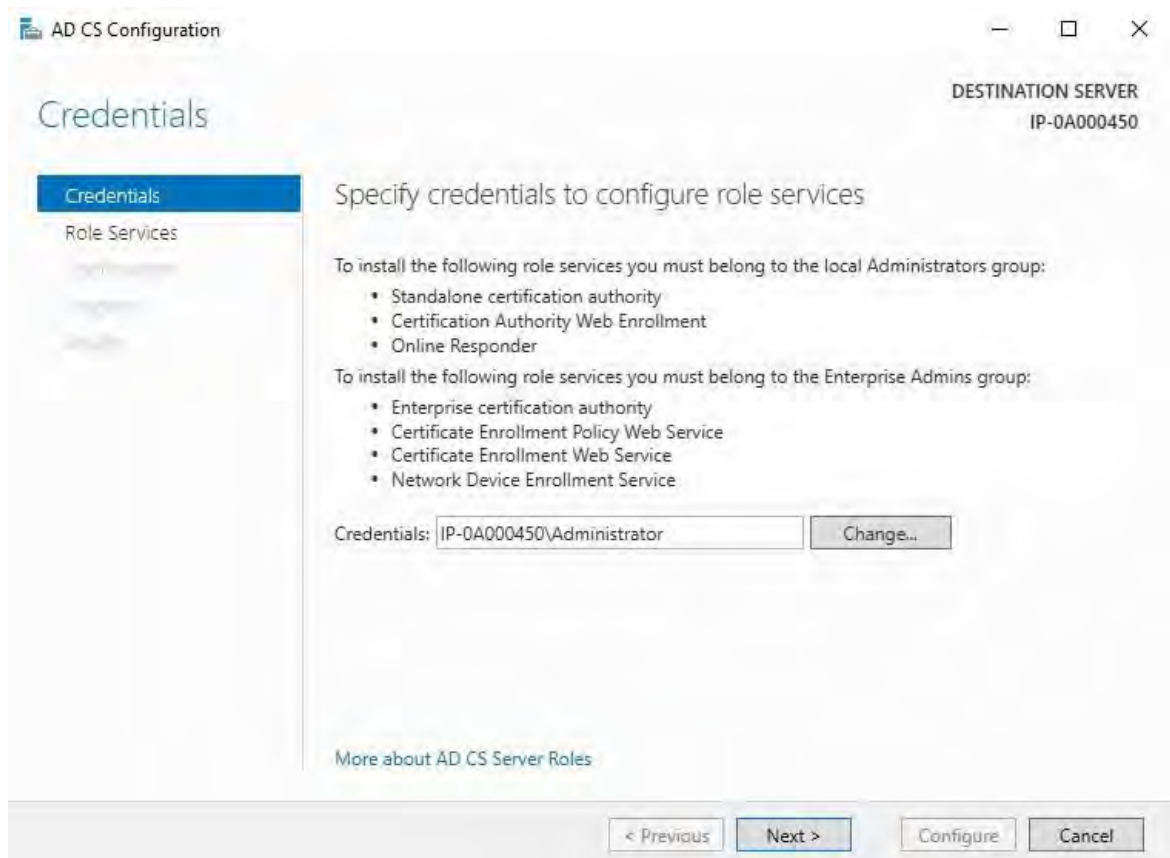 AD CS Configuration
DESTINATION SERVER
IP-0A000450
Credentials
Credentials
Role Services
Specify credentials to configure role services
To install the following role services you must belong to the local Administrators group:
• Standalone certification authority
• Certification Authority Web Enrollment
• Online Responder
To install the following role services you must belong to the Enterprise Admins group:
• Enterprise certification authority
• Certificate Enrollment Policy Web Service
• Certificate Enrollment Web Service
• Network Device Enrollment Service
Credentials: IP-0A000450\Administrator Change...
More about AD CS Server Roles
< Previous Next > Configure Cancel